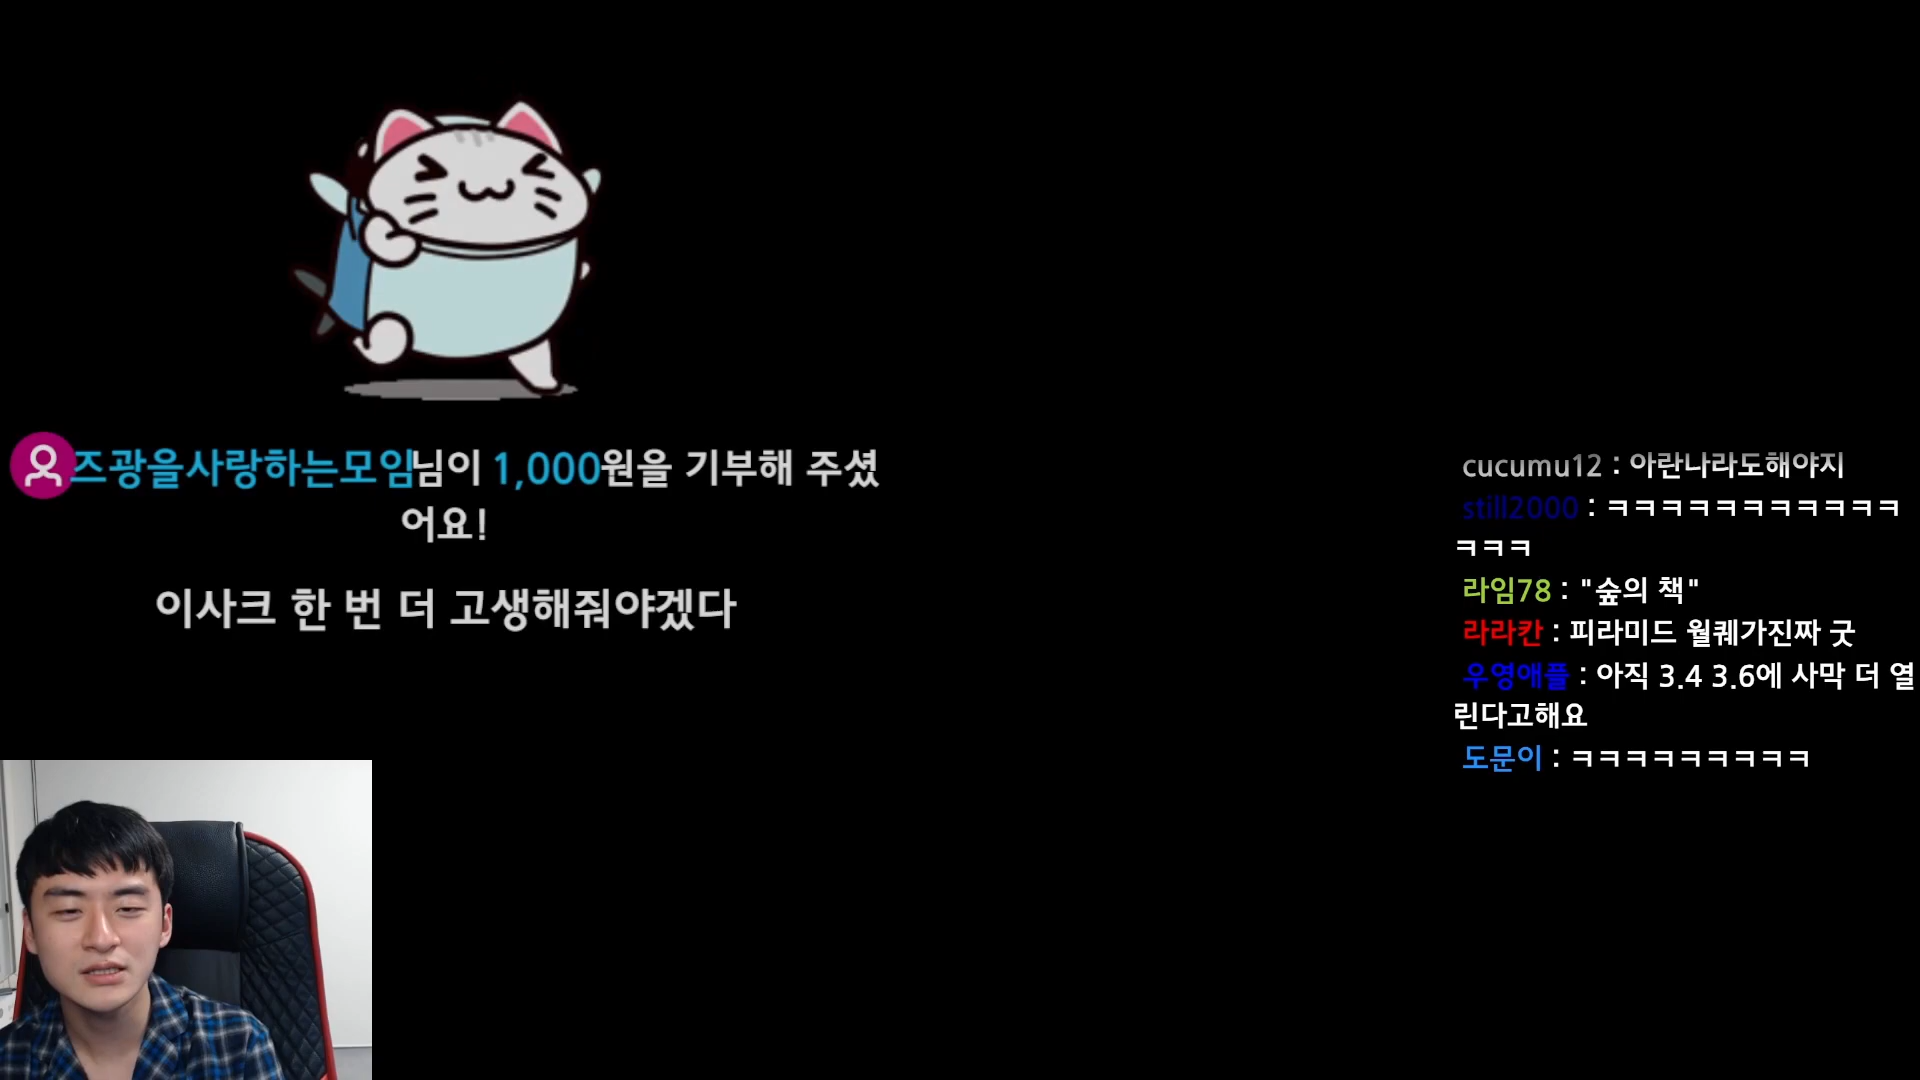 즈광을사랑하는모임님이 1,000원을 기부해 주셨
어요!
이사크 한 번 더 고생해줘야겠다
cucumu12 : 아란나라도해야지
still2000 : ㅋㅋㅋㅋㅋㅋㅋㅋㅋㅋㅋ
ㅋㅋㅋ
라임78 : "숲의 책"
라라칸 : 피라미드 월퀘가진짜 굿
우영애플 : 아직 3.4 3.6에 사막 더 열
린다고해요
도문이 : ㅋㅋㅋㅋㅋㅋㅋㅋㅋ